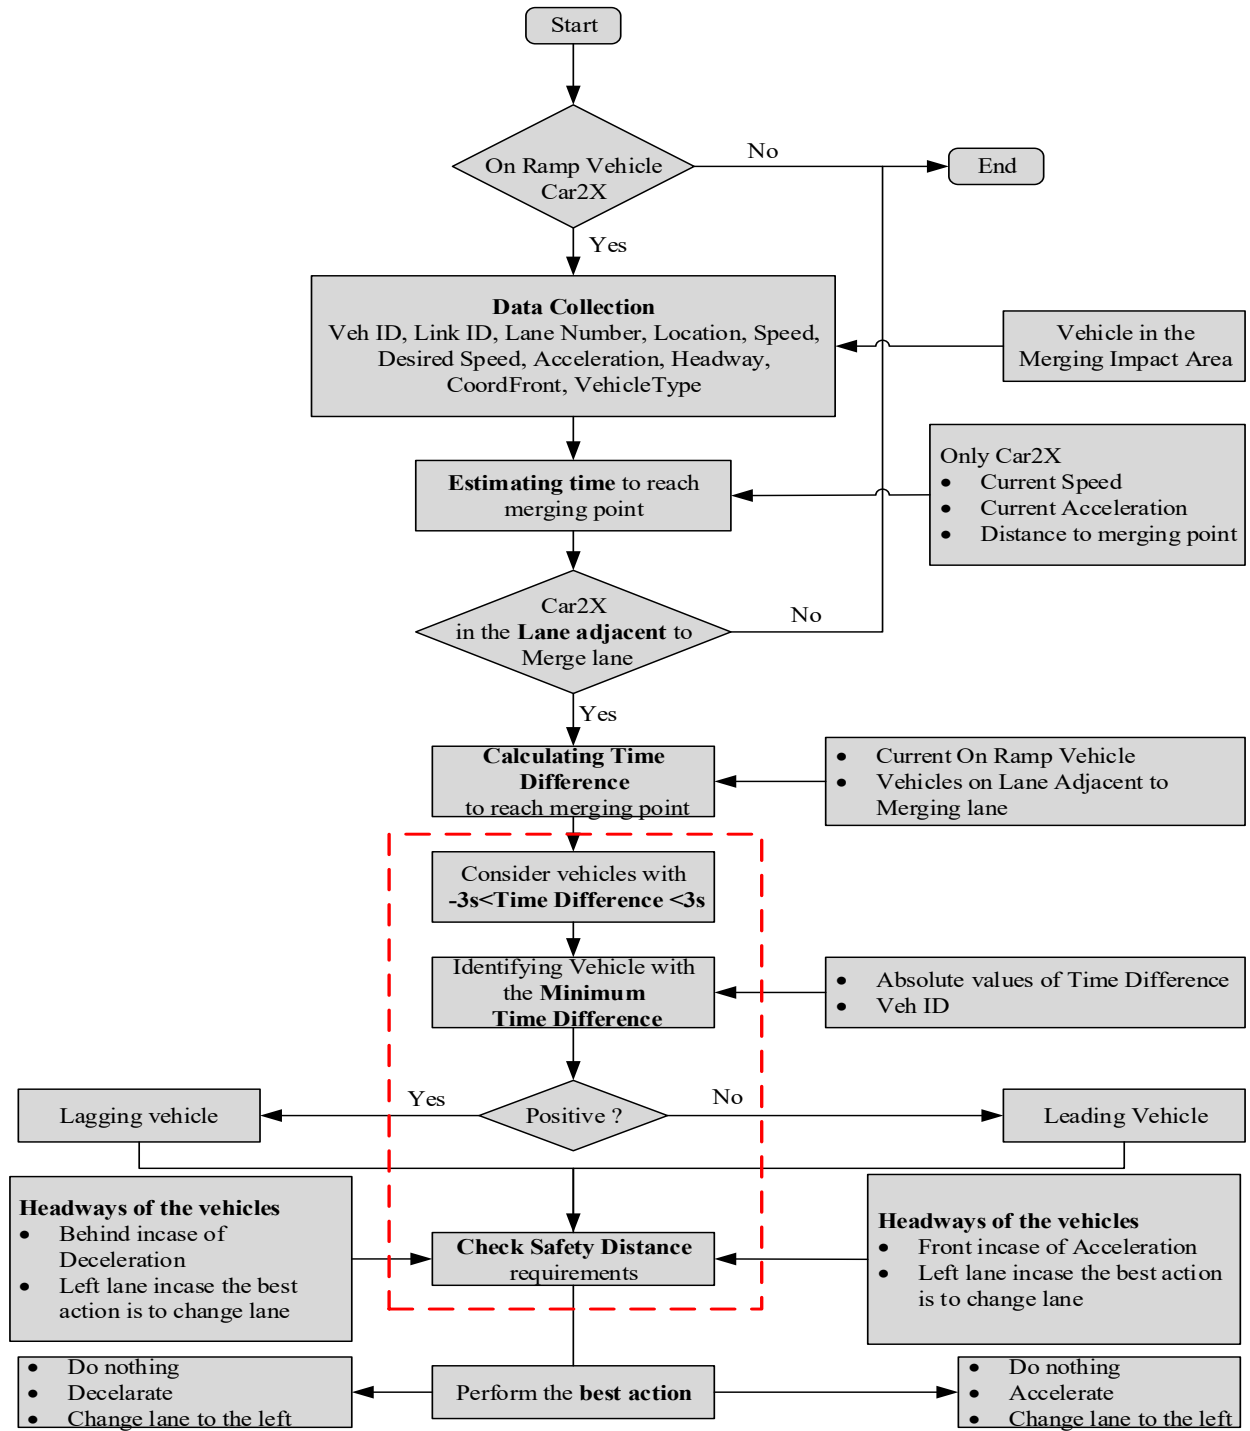 Start
On Ramp Vehicle
Car2X
No
End
Yes
Data Collection
Veh ID, Link ID, Lane Number, Location, Speed,
Desired Speed, Acceleration, Headway,
CoordFront, VehicleType
Vehicle in the
Merging Impact Area
Estimating time to reach
merging point
Only Car2X
• Current Speed
• Current Acceleration
• Distance to merging point
Car2X
in the Lane adjacent to
Merge lane
No
Yes
Calculating Time
Difference
to reach merging point
• Current On Ramp Vehicle
• Vehicles on Lane Adjacent to
Merging lane
Consider vehicles with
-3s<Time Difference <3s
Identifying Vehicle with
the Minimum
Time Difference
• Absolute values of Time Difference
• Veh ID
Positive ?
Yes
No
Lagging vehicle
Leading Vehicle
Headways of the vehicles
• Behind incase of
Deceleration
• Left lane incase the best
action is to change lane
Check Safety Distance
requirements
Headways of the vehicles
• Front incase of Acceleration
• Left lane incase the best action
is to change lane
• Do nothing
• Decelarate
• Change lane to the left
Perform the best action
• Do nothing
• Accelerate
• Change lane to the left